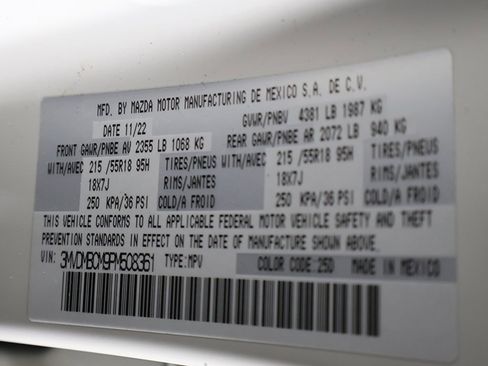 MFD. BY MAZDA MOTOR MANUFACTURING DE MEXICO S.A. DE C.V.
DATE 11/22 GVWR/PNBV 4381 LB 1987 KG
FRONT GAWR/PNBE AV 2355 LB 1068 KG REAR GAWR/PNBE AR 2072 LB 940 KG
WITH/AVEC 215 /55R18 95H TIRES/PNEUS WITH/AVEC 215 /55R18 95H TIRES/PNEUS
18X7J RIMS/JANTES 18X7J RIMS/JANTES
250 KPA/36 PSI COLD/A FROID 250 KPA/36 PSI COLD/A FROID
THIS VEHICLE CONFORMS TO ALL APPLICABLE FEDERAL MOTOR VEHICLE SAFETY AND THEFT
PREVENTION STANDARDS IN EFFECT ON THE DATE OF MANUFACTURE SHOWN ABOVE.
VIN: 3MVDMBCM9PM508361 TYPE: MPV COLOR CODE: 25D MADE IN MEXICO